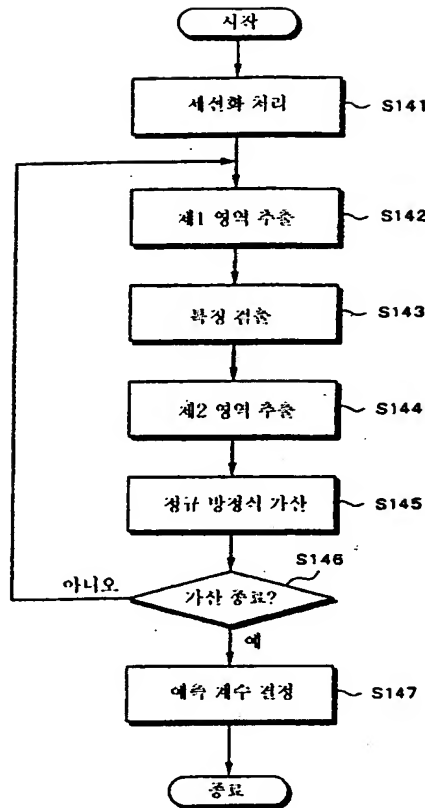 시작
세선화 처리
S141
제1 영역 추출
S142
특징 검출
S143
제2 영역 추출
S144
정규 방정식 가산
S145
S146
아니오
가산 종료?
예
예측 계수 결정
S147
종료